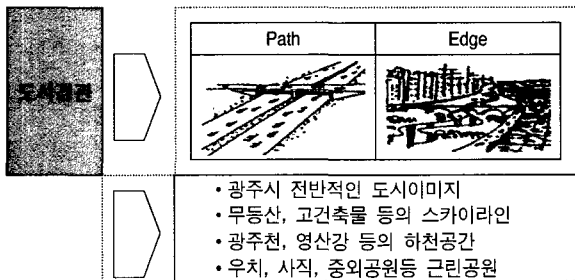 Path
Edge
도시경관
• 광주시 전반적인 도시이미지
• 무등산, 고건축물 등의 스카이라인
• 광주천, 영산강 등의 하천공간
• 우치, 사직, 중외공원등 근린공원